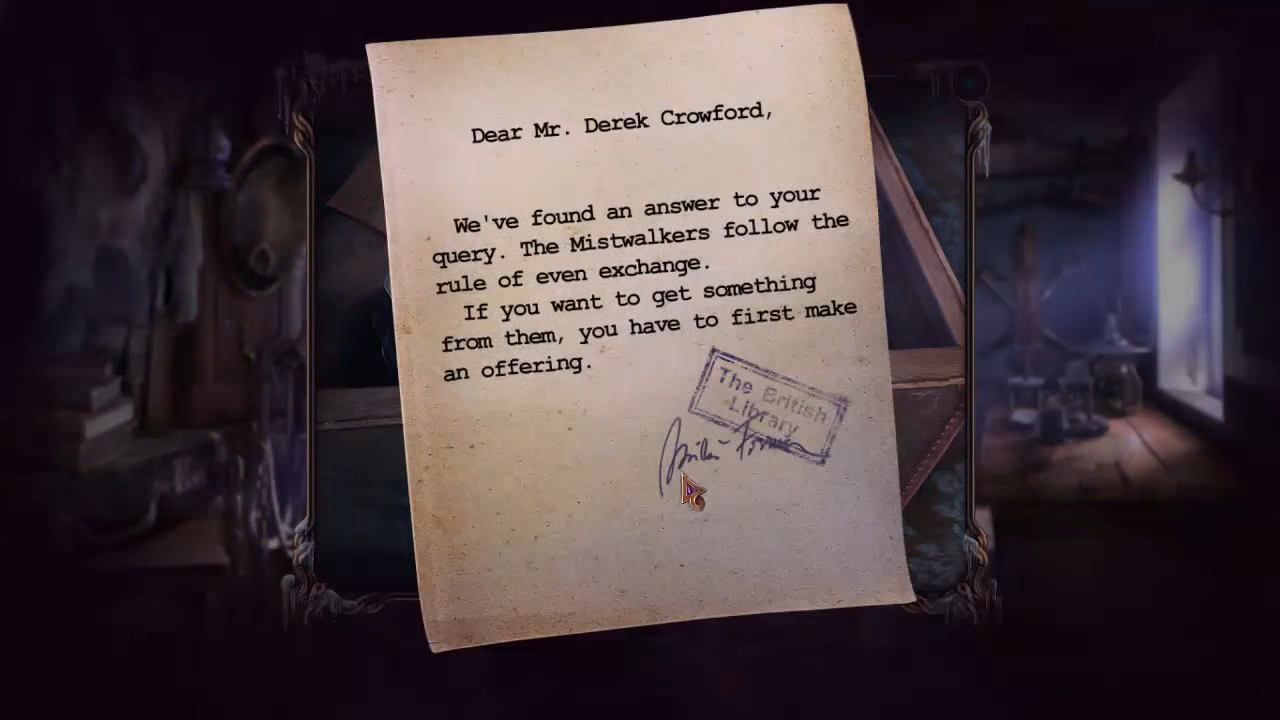 Dear Mr. Derek Crowford,
We've found an answer to your
query. The Mistwalkers follow the
rule of even exchange.
If you want to get something
from them, you have to first make
an offering.
The British
Library